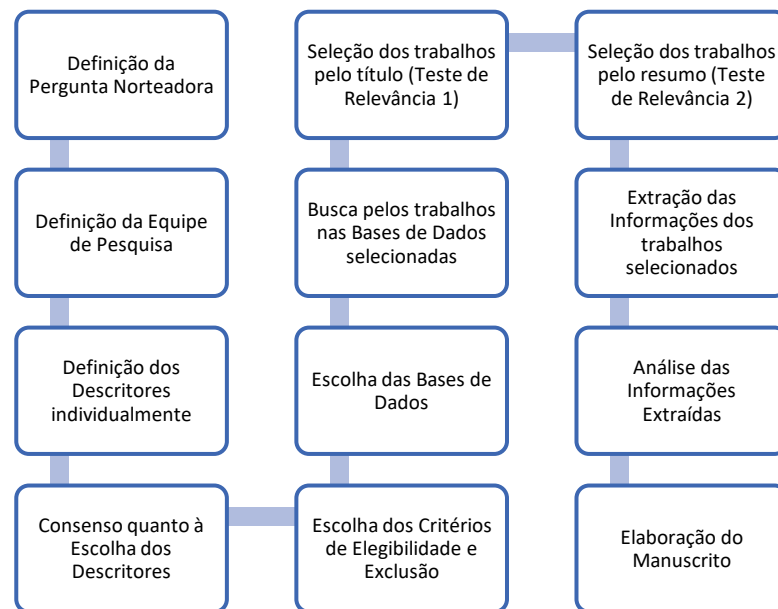 Definição da
Pergunta Norteadora
Definição da Equipe
de Pesquisa
Definição dos
Descritores
individualmente
Consenso quanto à
Escolha dos
Descritores
Escolha dos Critérios
de Elegibilidade e
Exclusão
Escolha das Bases de
Dados
Busca pelos trabalhos
nas Bases de Dados
selecionadas
Seleção dos trabalhos
pelo título (Teste de
Relevância 1)
Seleção dos trabalhos
pelo resumo (Teste
de Relevância 2)
Extração das
Informações dos
trabalhos
selecionados
Análise das
Informações
Extraídas
Elaboração do
Manuscrito